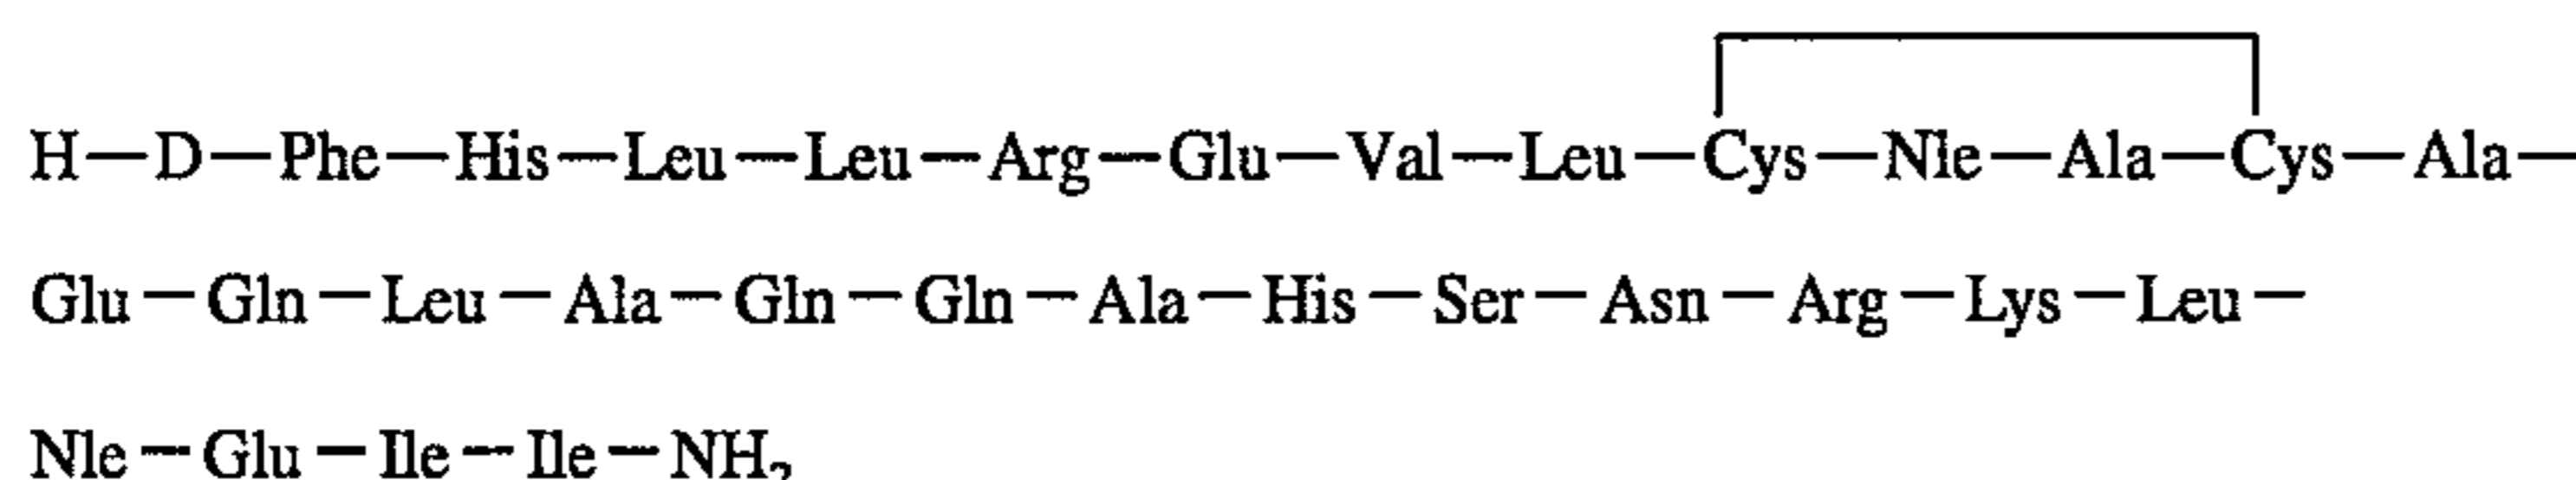 H—D—Phe—His—Leu—Leu—Arg—Glu—Val—Leu—Cys—Nle—Ala—Cys—Ala—
Glu—Gln—Leu—Ala—Gln—Gln—Ala—His—Ser—Asn—Arg—Lys—Leu—
Nle—Glu—Ile—Ile—NH₂